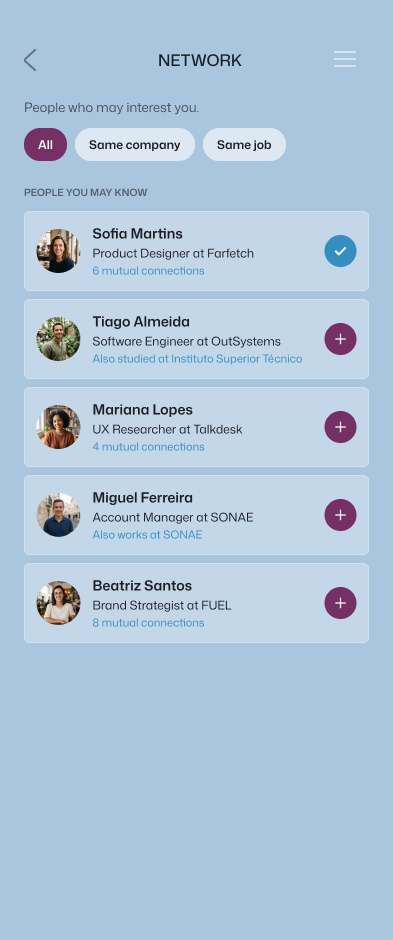 NETWORK
People who may interest you.
All
Same company
Same job
PEOPLE YOU MAY KNOW
Sofia Martins
Product Designer at Farfetch
6 mutual connections
Tiago Almeida
Software Engineer at OutSystems
Also studied at Instituto Superior Técnico
Mariana Lopes
UX Researcher at Talkdesk
4 mutual connections
Miguel Ferreira
Account Manager at SONAE
Also works at SONAE
Beatriz Santos
Brand Strategist at FUEL
8 mutual connections